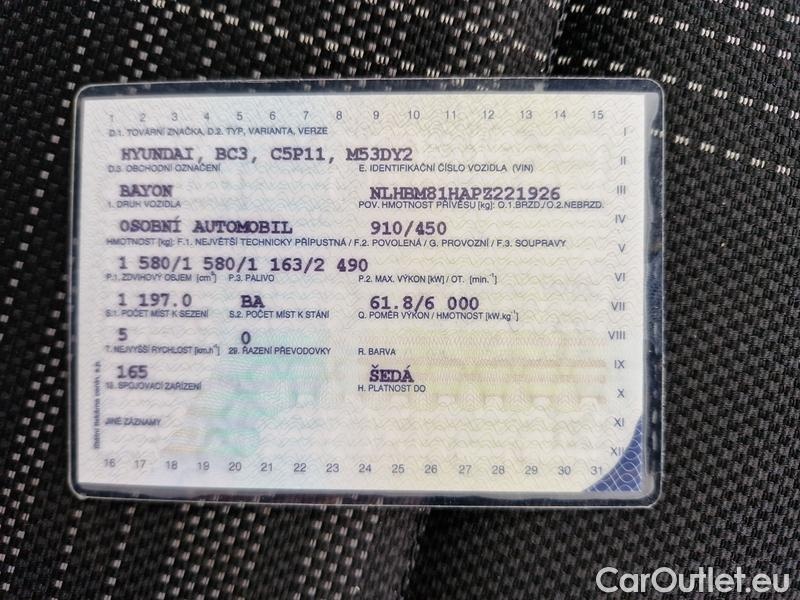 1 2 3 4 5 6 7 8 9 10 11 12 13 14 15
D.1. TOVÁRNÍ ZNAČKA, D.2. TYP, VARIANTA, VERZE I
HYUNDAI, BC3, C5P11, M53DY2
D.3. OBCHODNÍ OZNAČENÍ E. IDENTIFIKAČNÍ ČÍSLO VOZIDLA (VIN) II
BAYON NLHBM81HAPZ221926 III
1. DRUH VOZIDLA POV. HMOTNOST PŘÍVĚSU [kg]: O.1.BRZD./O.2.NEBRZD.
OSOBNÍ AUTOMOBIL 910/450 IV
HMOTNOST [kg]: F.1. NEJVĚTŠÍ TECHNICKY PŘÍPUSTNÁ / F.2. POVOLENÁ / G. PROVOZNÍ / F.3. SOUPRAVY V
1 580/1 580/1 163/2 490
P.1. ZDVIHOVÝ OBJEM [cm³] P.3. PALIVO P.2. MAX. VÝKON [kW] / OT. [min.⁻¹] VI
1 197.0 BA 61.8/6 000 VII
S.1. POČET MÍST K SEZENÍ S.2. POČET MÍST K STÁNÍ Q. POMĚR VÝKON / HMOTNOST [kW.kg⁻¹]
5 0 VIII
T. NEJVYŠŠÍ RYCHLOST [km.h⁻¹] 29. ŘAZENÍ PŘEVODOVKY R. BARVA
165 ŠEDÁ IX
18. SPOJOVACÍ ZAŘÍZENÍ H. PLATNOST DO X
JINÉ ZÁZNAMY XI
XII
16 17 18 19 20 21 22 23 24 25 26 27 28 29 30 31
CarOutlet.eu